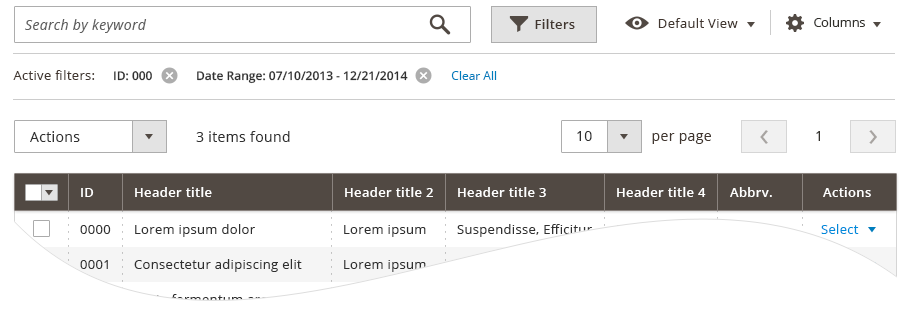 Search by keyword Filters Default View Columns
Active filters: ID: 000 Date Range: 07/10/2013 - 12/21/2014 Clear All
Actions 3 items found 10 per page 1
ID Header title Header title 2 Header title 3 Header title 4 Abbrv. Actions
0000 Lorem ipsum dolor Lorem ipsum Suspendisse, Efficitur Select
0001 Consectetur adipiscing elit Lorem ipsum
fermentum